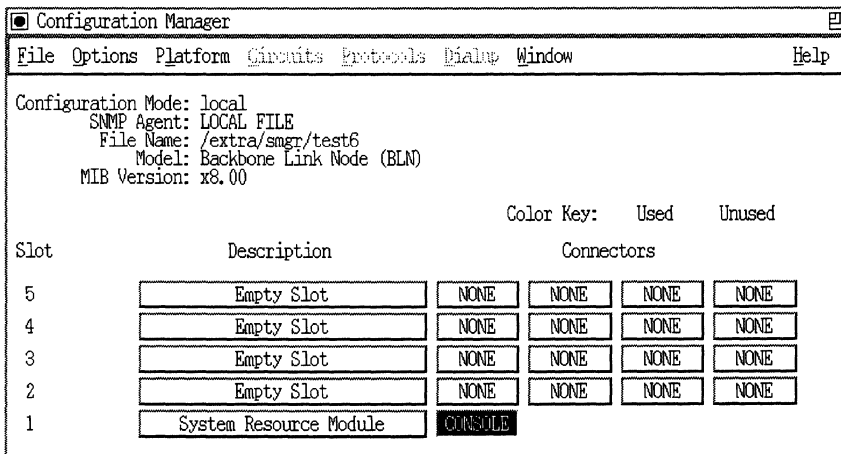 Configuration Manager
File Options Platform Circuits Protocols Dialup Window Help
Configuration Mode: local
SNMP Agent: LOCAL FILE
File Name: /extra/smgr/test6
Model: Backbone Link Node (BLN)
MIB Version: x8.00
Color Key: Used Unused
Slot Description Connectors
5 Empty Slot NONE NONE NONE NONE
4 Empty Slot NONE NONE NONE NONE
3 Empty Slot NONE NONE NONE NONE
2 Empty Slot NONE NONE NONE NONE
1 System Resource Module CONSOLE